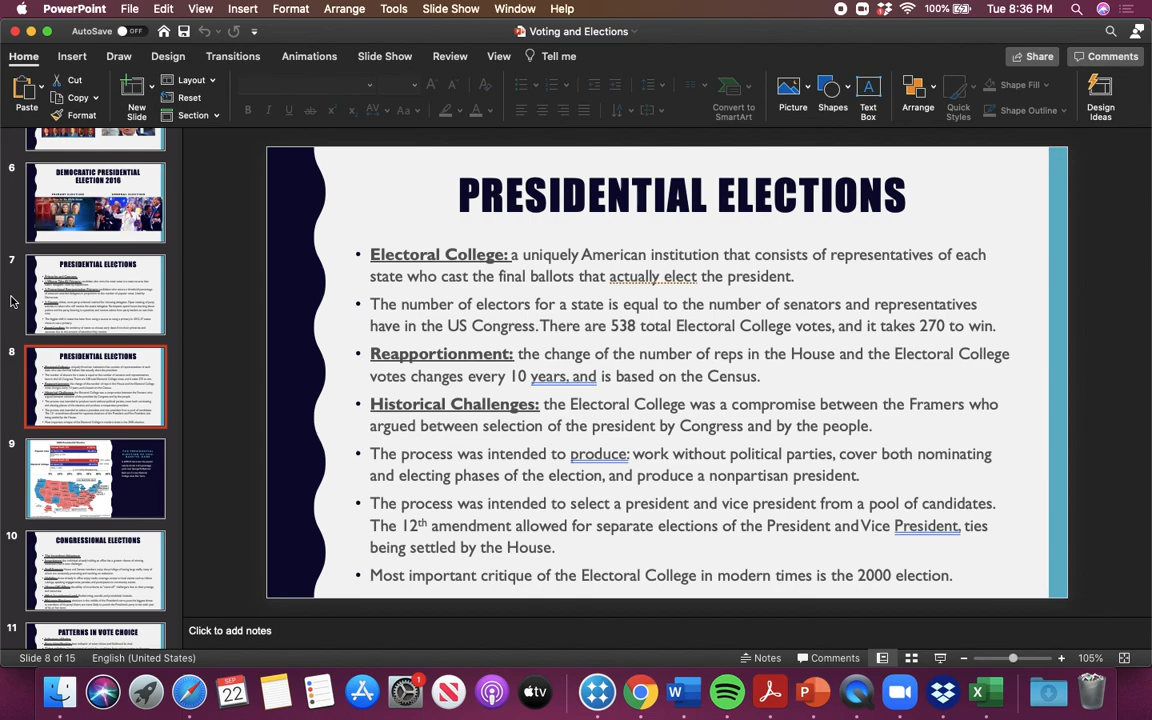 PowerPoint File Edit View Insert Format Arrange Tools Slide Show Window Help 100% Tue 8:36 PM
AutoSave OFF Voting and Elections
Home Insert Draw Design Transitions Animations Slide Show Review View Tell me Share Comments
Paste Cut Copy Format New Slide Layout Reset Section Convert to SmartArt Picture Shapes Text Box Arrange Quick Styles Shape Fill Shape Outline Design Ideas
6
DEMOCRATIC PRESIDENTIAL
ELECTION 2016
7
PRESIDENTIAL ELECTIONS
8
PRESIDENTIAL ELECTIONS
9
10
CONGRESSIONAL ELECTIONS
11
PATTERNS IN VOTE CHOICE
PRESIDENTIAL ELECTIONS
• Electoral College: a uniquely American institution that consists of representatives of each
state who cast the final ballots that actually elect the president.
• The number of electors for a state is equal to the number of senators and representatives
have in the US Congress. There are 538 total Electoral College votes, and it takes 270 to win.
• Reapportionment: the change of the number of reps in the House and the Electoral College
votes changes every 10 years, and is based on the Census.
• Historical Challenges: the Electoral College was a compromise between the Framers who
argued between selection of the president by Congress and by the people.
• The process was intended to produce: work without political parties, cover both nominating
and electing phases of the election, and produce a nonpartisan president.
• The process was intended to select a president and vice president from a pool of candidates.
The 12th amendment allowed for separate elections of the President and Vice President, ties
being settled by the House.
• Most important critique of the Electoral College in modern times is the 2000 election.
Click to add notes
Slide 8 of 15 English (United States) Notes Comments 105%
SEP
22
1
tv
W
P
X